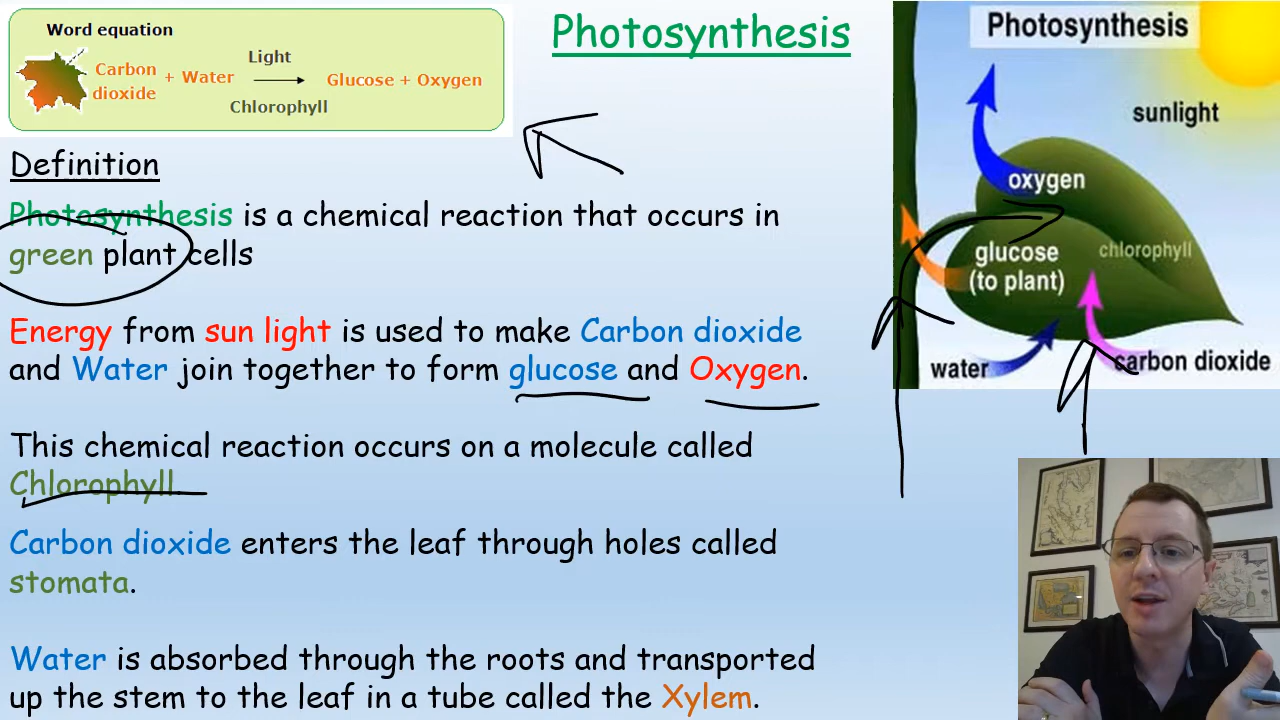 Word equation
Carbon dioxide + Water
Light
Chlorophyll
Glucose + Oxygen
Photosynthesis
Definition
Photosynthesis is a chemical reaction that occurs in
green plant cells
Energy from sun light is used to make Carbon dioxide
and Water join together to form glucose and Oxygen.
This chemical reaction occurs on a molecule called
Chlorophyll.
Carbon dioxide enters the leaf through holes called
stomata.
Water is absorbed through the roots and transported
up the stem to the leaf in a tube called the Xylem.
Photosynthesis
sunlight
oxygen
glucose
(to plant)
chlorophyll
water
carbon dioxide